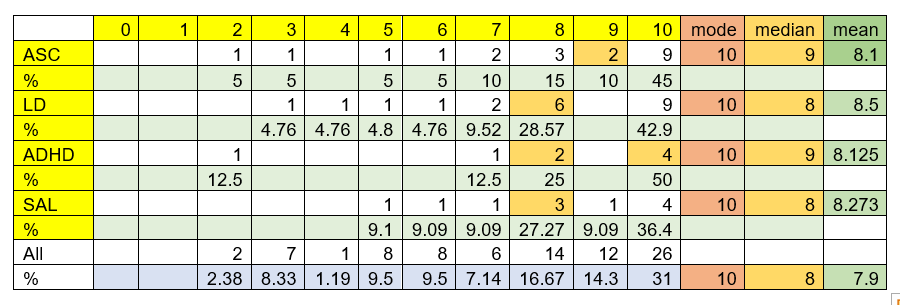 0 1 2 3 4 5 6 7 8 9 10 mode median mean
ASC 1 1 1 1 2 3 2 9 10 9 8.1
% 5 5 5 5 10 15 10 45
LD 1 1 1 1 2 6 9 10 8 8.5
% 4.76 4.76 4.8 4.76 9.52 28.57 42.9
ADHD 1 1 2 4 10 9 8.125
% 12.5 12.5 25 50
SAL 1 1 1 3 1 4 10 8 8.273
% 9.1 9.09 9.09 27.27 9.09 36.4
All 2 7 1 8 8 6 14 12 26
% 2.38 8.33 1.19 9.5 9.5 7.14 16.67 14.3 31 10 8 7.9